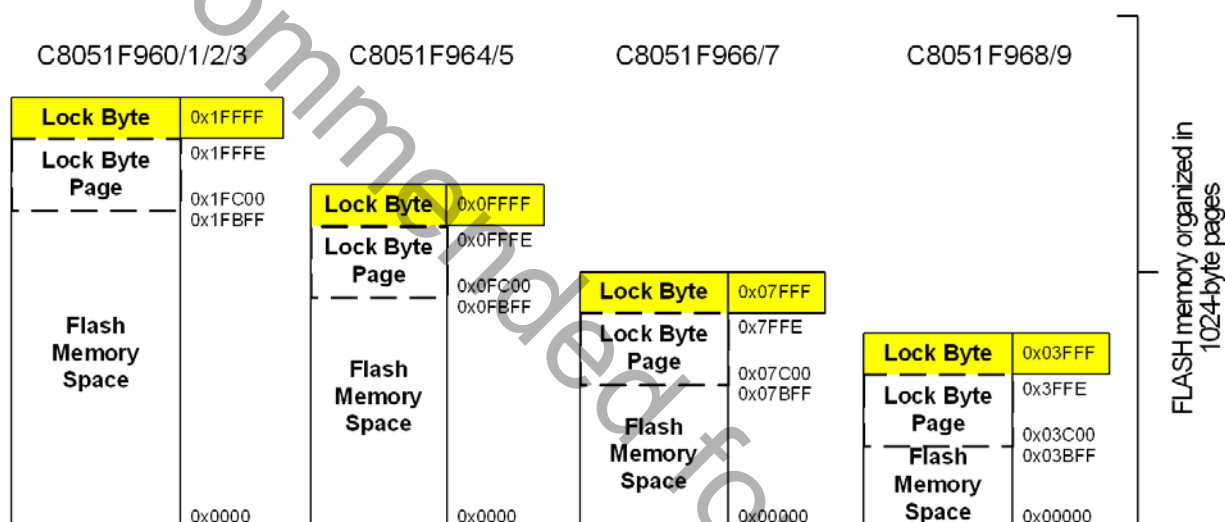 C8051F960/1/2/3
C8051F964/5
C8051F966/7
C8051F968/9
Lock Byte
0x1FFFF
Lock Byte
Page
0x1FFFE
0x1FC00
0x1FBFF
Flash
Memory
Space
0x0000
Lock Byte
0x0FFFF
Lock Byte
Page
0x0FFFE
0x0FC00
0x0FBFF
Flash
Memory
Space
0x0000
Lock Byte
0x07FFF
Lock Byte
Page
0x7FFE
0x07C00
0x07BFF
Flash
Memory
Space
0x00000
Lock Byte
0x03FFF
Lock Byte
Page
0x3FFE
0x03C00
0x03BFF
Flash
Memory
Space
0x00000
FLASH memory organized in
1024-byte pages
ommended fo